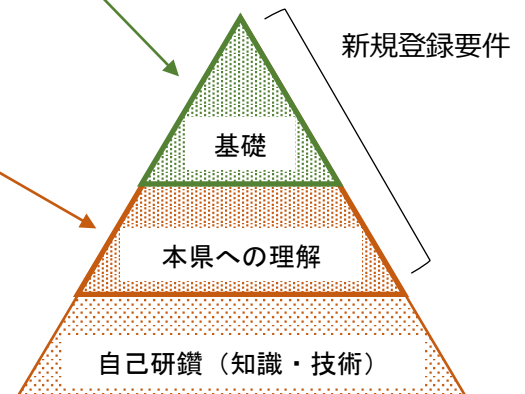 新規登録要件
基礎
本県への理解
自己研鑽（知識・技術）